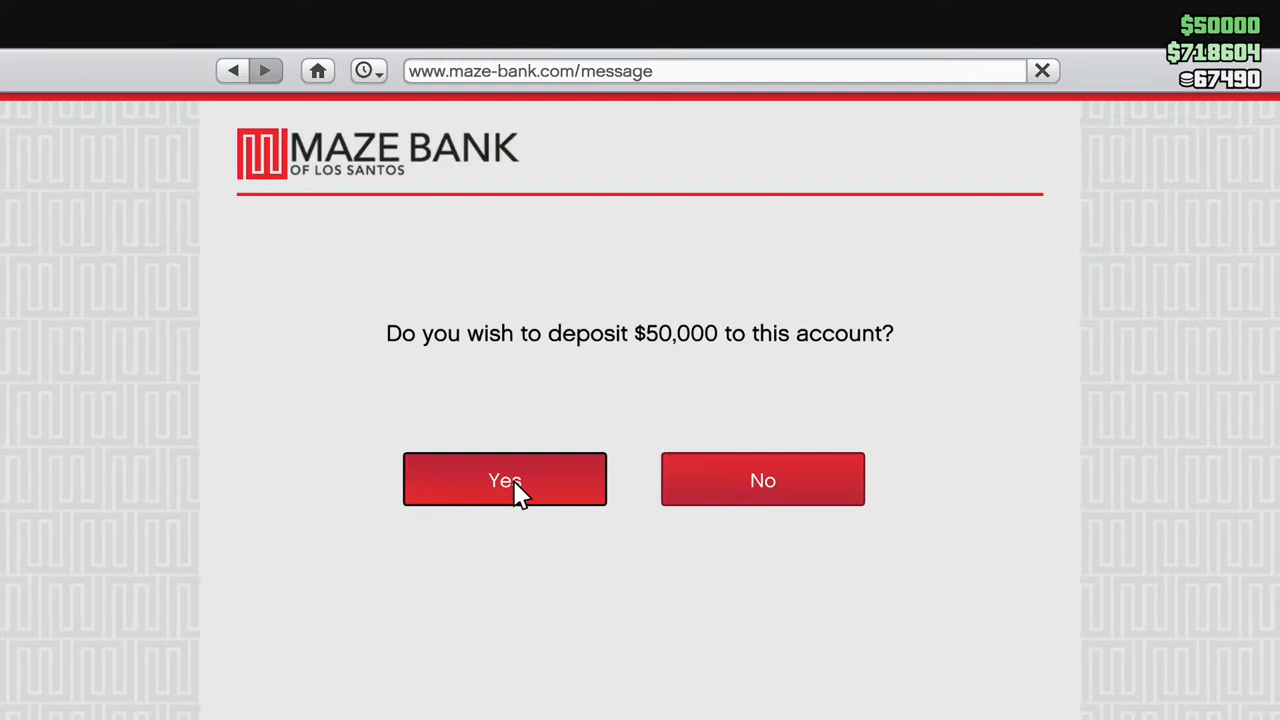 $50000
$718604
67490
www.maze-bank.com/message
MAZE BANK
OF LOS SANTOS
Do you wish to deposit $50,000 to this account?
Yes
No